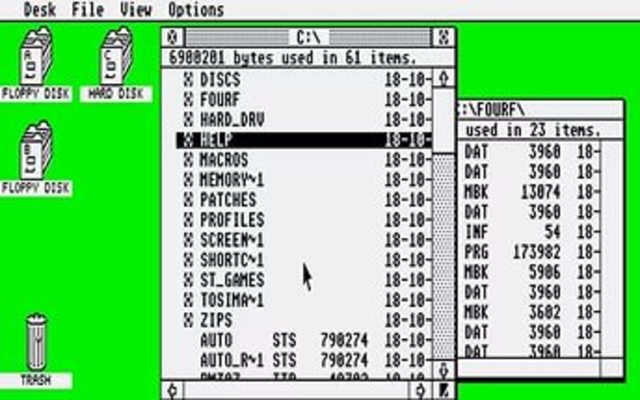 Desk File View Options
A
FLOPPY DISK
C
HARD DISK
B
FLOPPY DISK
TRASH
C:\
6900201 bytes used in 61 items.
DISCS 18-10-
FOURF 18-10-
HARD_DRV 18-10-
HELP 18-10-
MACROS 18-10-
MEMORY~1 18-10-
PATCHES 18-10-
PROFILES 18-10-
SCREEN~1 18-10-
SHORTC~1 18-10-
ST_GAMES 18-10-
TOSIMA~1 18-10-
ZIPS 18-10-
AUTO STS 790274 18-10-
AUTO_R~1 STS 790274 18-10-
C:\FOURF\
used in 23 items.
DAT 3960 18-
DAT 3960 18-
MBK 13074 18-
DAT 3960 18-
INF 54 18-
PRG 173982 18-
MBK 5906 18-
DAT 3960 18-
MBK 3602 18-
DAT 3960 18-
DAT 3960 18-